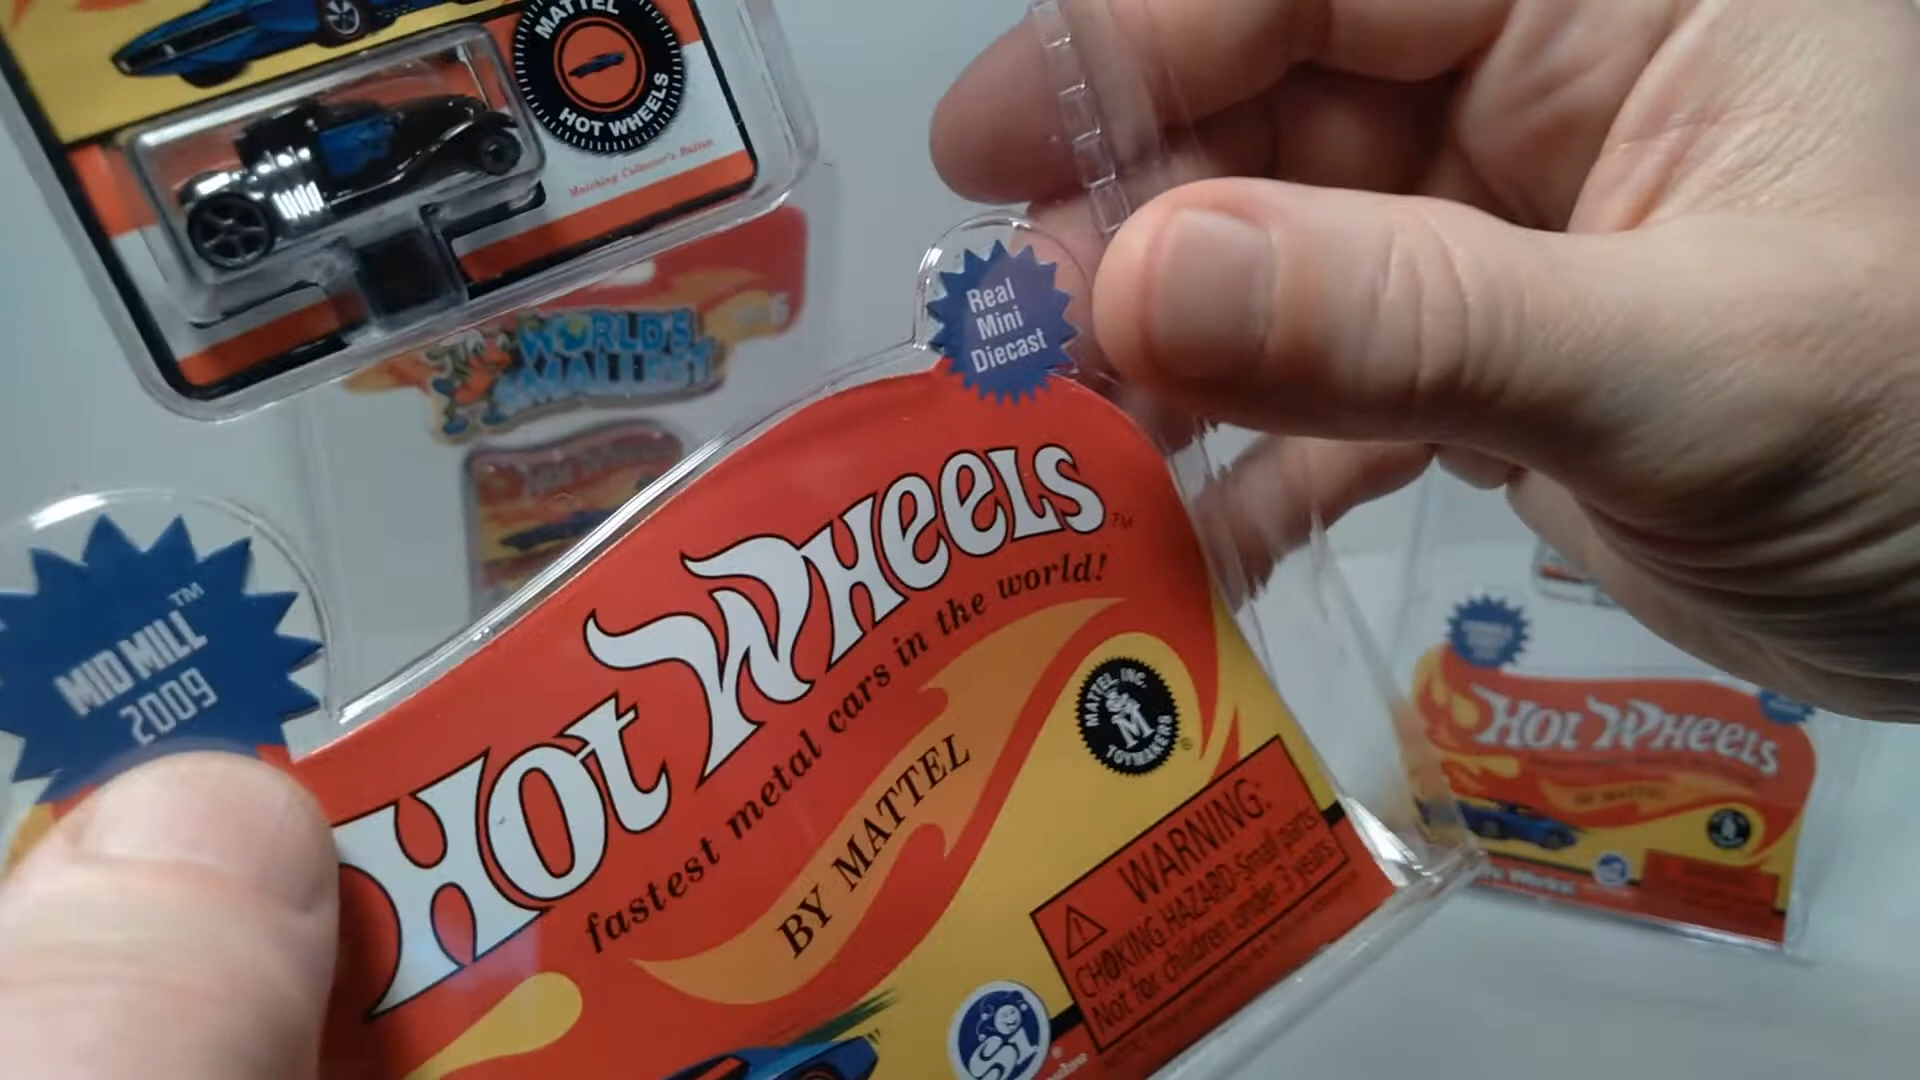 MATTEL
HOT WHEELS
Matching Collector's Button
WORLD'S
SMALLEST
Real
Mini
Diecast
MID MILL™
2009
Hot Wheels™
fastest metal cars in the world!
BY MATTEL
MATTEL, INC.
M
TOYMAKERS
®
⚠ WARNING:
CHOKING HAZARD-Small parts.
Not for children under 3 years.
Si
Hot Wheels
BY MATTEL